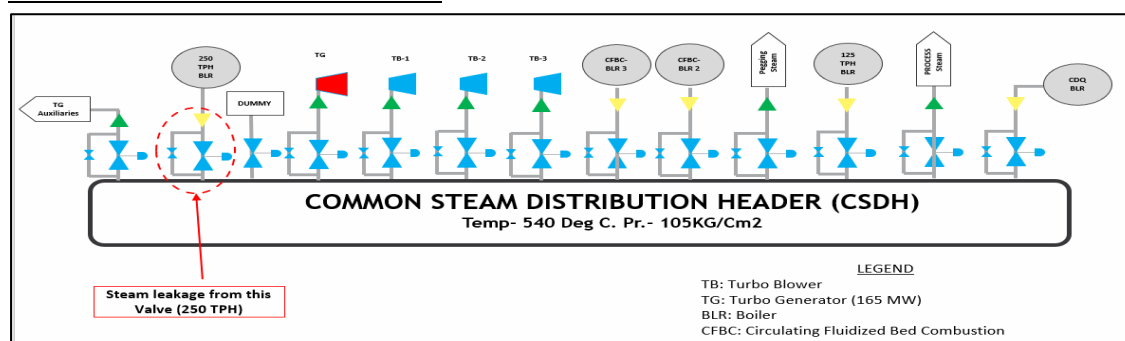 TG
Auxiliaries
250
TPH
BLR
DUMMY
TG
TB-1
TB-2
TB-3
CFBC-
BLR 3
CFBC-
BLR 2
Pegging
Steam
125
TPH
BLR
PROCESS
Steam
CDQ
BLR
COMMON STEAM DISTRIBUTION HEADER (CSDH)
Temp- 540 Deg C. Pr.- 105KG/Cm2
Steam leakage from this
Valve (250 TPH)
LEGEND
TB: Turbo Blower
TG: Turbo Generator (165 MW)
BLR: Boiler
CFBC: Circulating Fluidized Bed Combustion